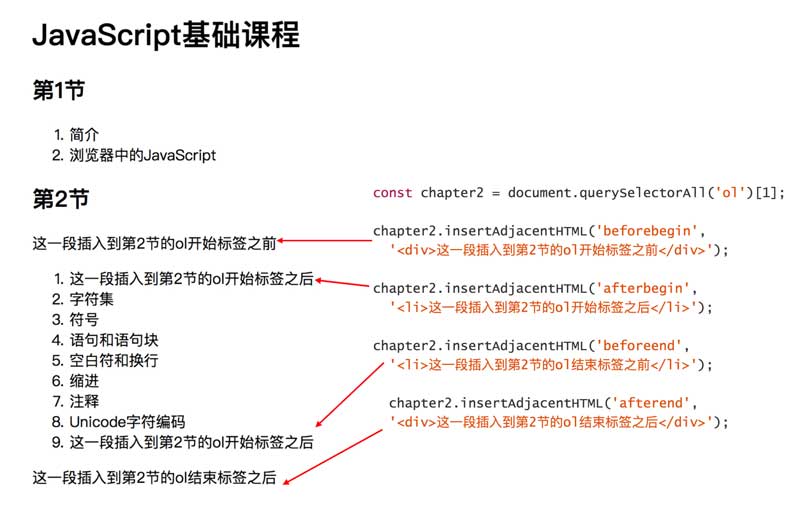 JavaScript基础课程
第1节
1. 简介
2. 浏览器中的JavaScript
第2节
这一段插入到第2节的ol开始标签之前
1. 这一段插入到第2节的ol开始标签之后
2. 字符集
3. 符号
4. 语句和语句块
5. 空白符和换行
6. 缩进
7. 注释
8. Unicode字符编码
9. 这一段插入到第2节的ol开始标签之后
这一段插入到第2节的ol结束标签之后
const chapter2 = document.querySelectorAll('ol')[1];
chapter2.insertAdjacentHTML('beforebegin',
'<div>这一段插入到第2节的ol开始标签之前</div>');
chapter2.insertAdjacentHTML('afterbegin',
'<li>这一段插入到第2节的ol开始标签之后</li>');
chapter2.insertAdjacentHTML('beforeend',
'<li>这一段插入到第2节的ol结束标签之前</li>');
chapter2.insertAdjacentHTML('afterend',
'<div>这一段插入到第2节的ol结束标签之后</div>');